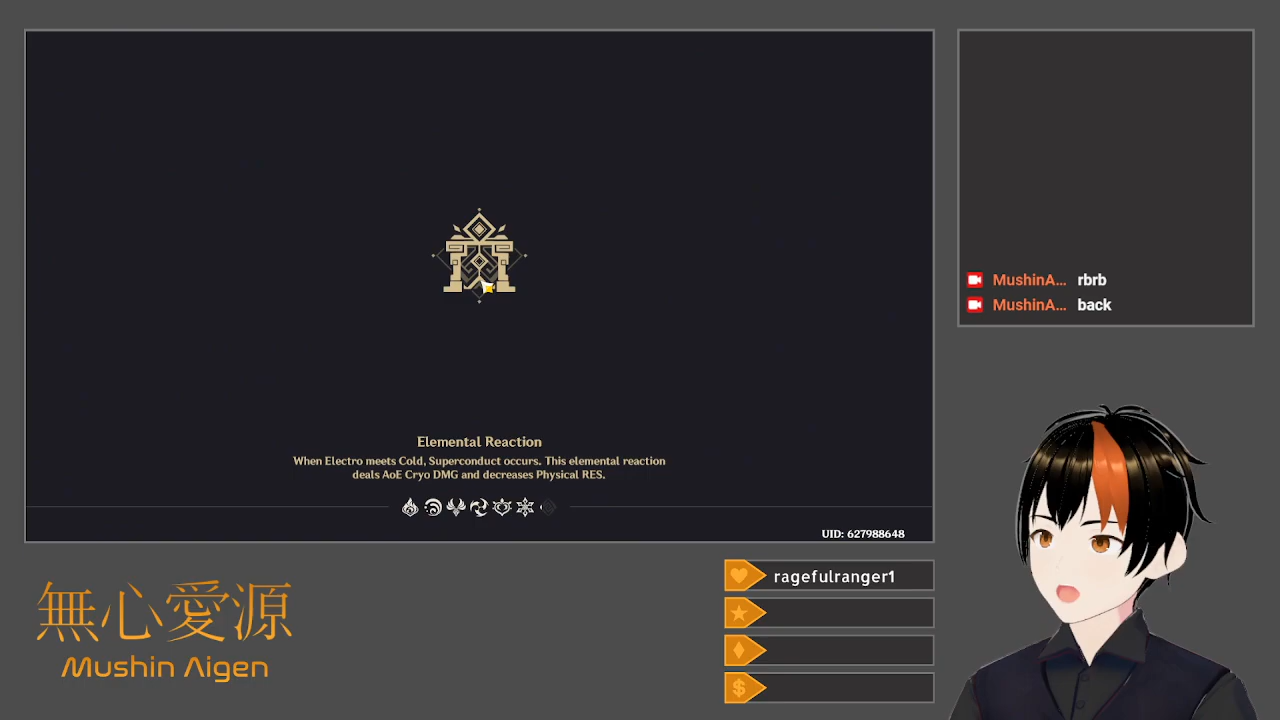 Elemental Reaction
When Electro meets Cold, Superconduct occurs. This elemental reaction
deals AoE Cryo DMG and decreases Physical RES.
UID: 627988648
MushinA... rbrb
MushinA... back
ragefulranger1
$
無心愛源
Mushin Aigen